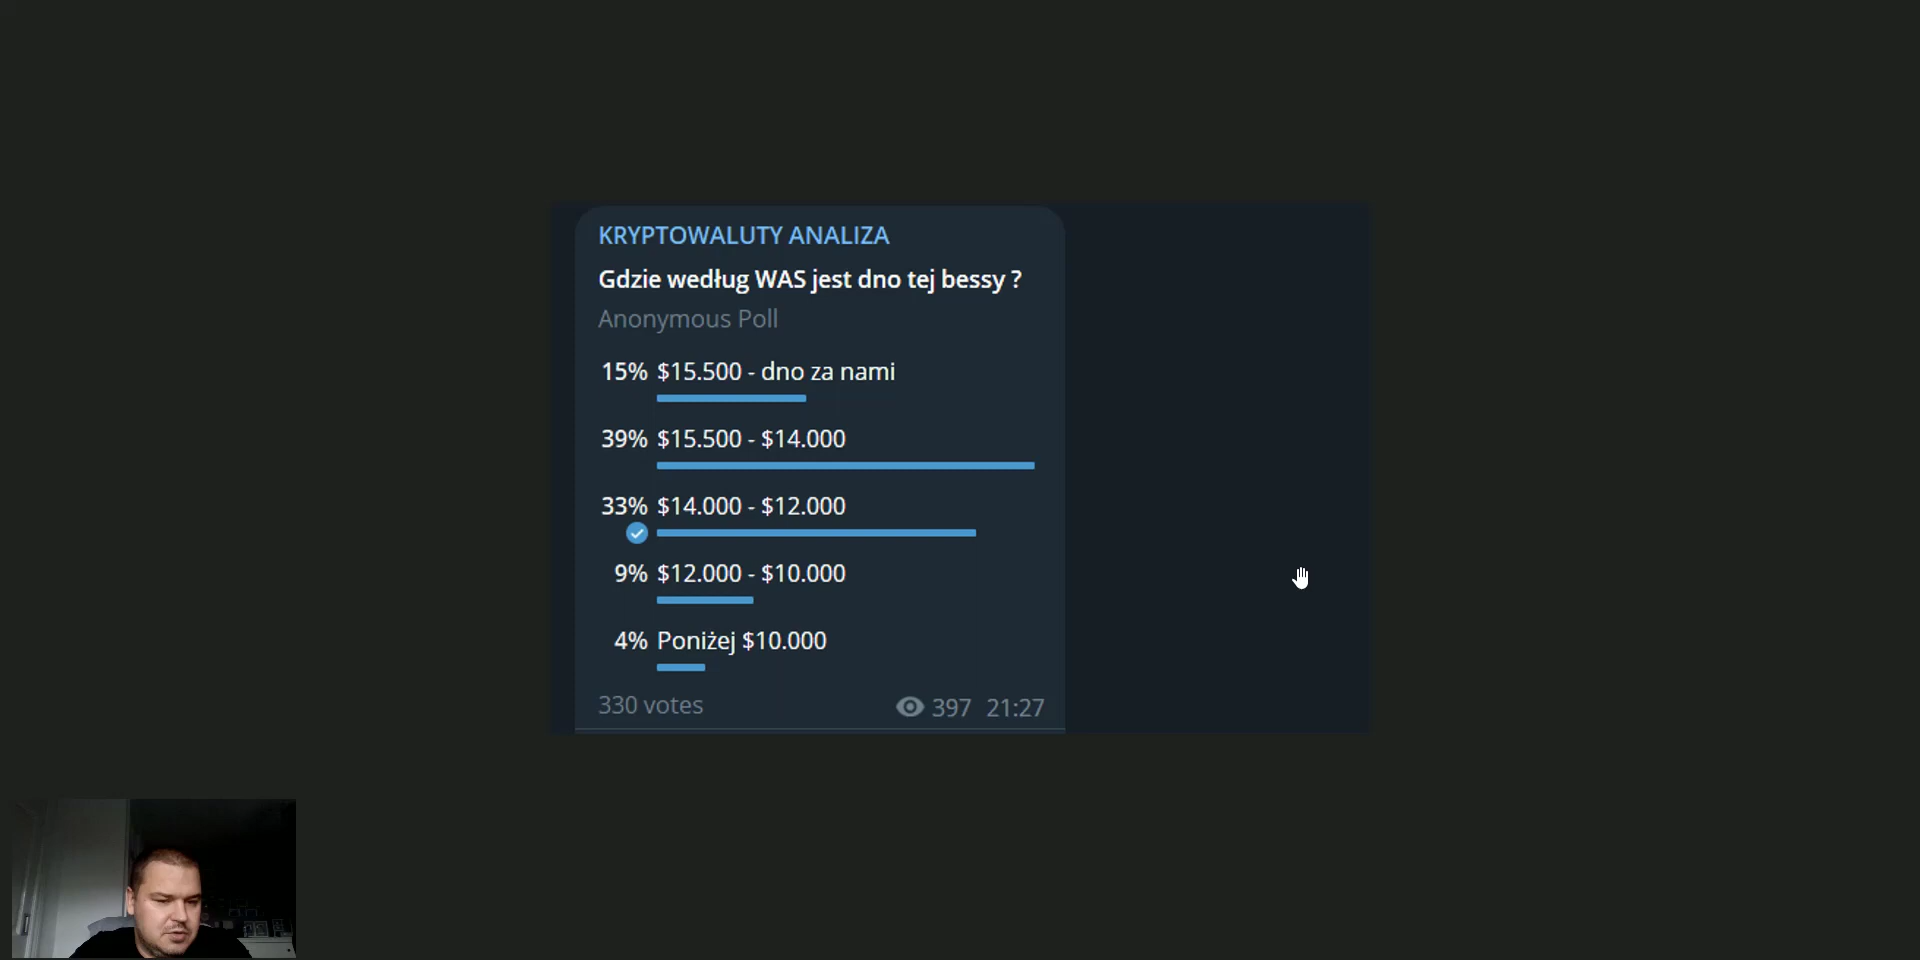 KRYPTOWALUTY ANALIZA
Gdzie według WAS jest dno tej bessy ?
Anonymous Poll
15% $15.500 - dno za nami
39% $15.500 - $14.000
33% $14.000 - $12.000
9% $12.000 - $10.000
4% Poniżej $10.000
330 votes 397 21:27